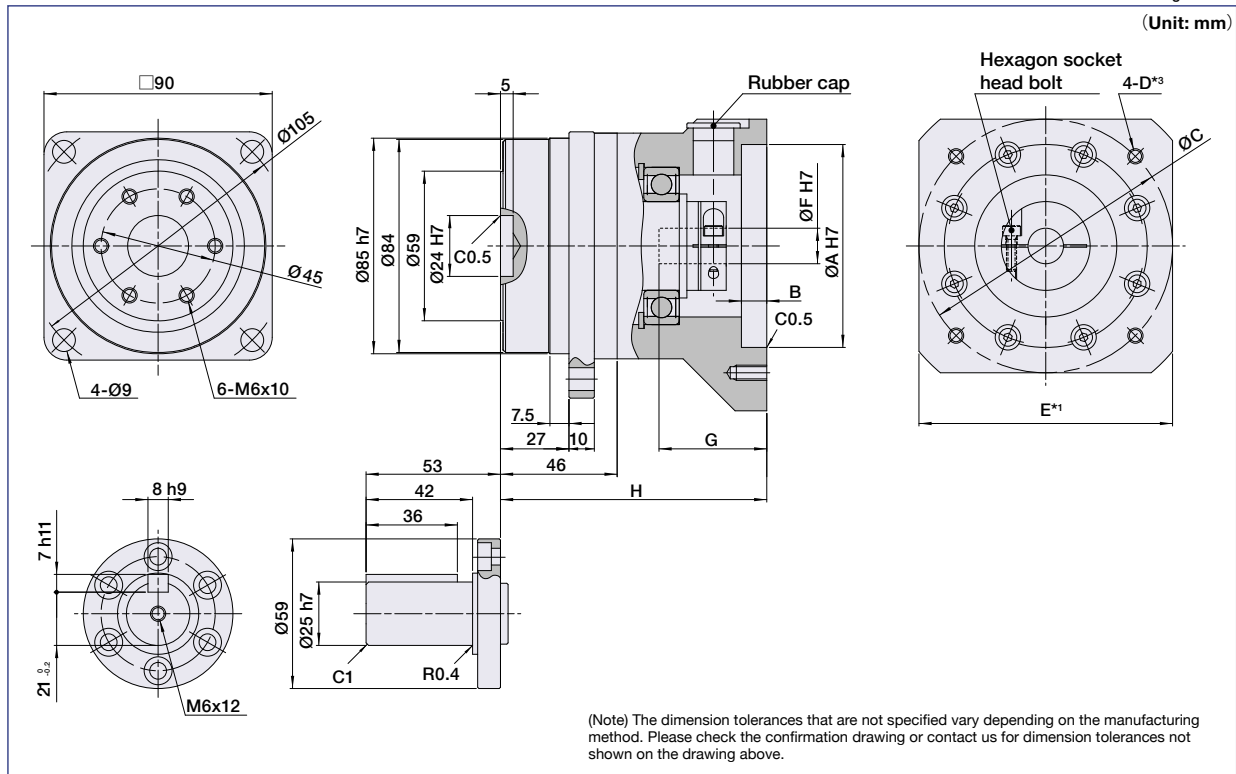 (Unit: mm)
□90
Ø105
Ø45
4-Ø9
6-M6x10
5
Rubber cap
Ø85 h7
Ø84
Ø59
Ø24 H7
C0.5
ØF H7
ØA H7
B
C0.5
7.5
27
10
G
46
H
Hexagon socket
head bolt
4-D*3
ØC
E*1
53
42
36
8 h9
7 h11
21 0 -0.2
M6x12
Ø59
Ø25 h7
C1
R0.4
(Note) The dimension tolerances that are not specified vary depending on the manufacturing
method. Please check the confirmation drawing or contact us for dimension tolerances not
shown on the drawing above.